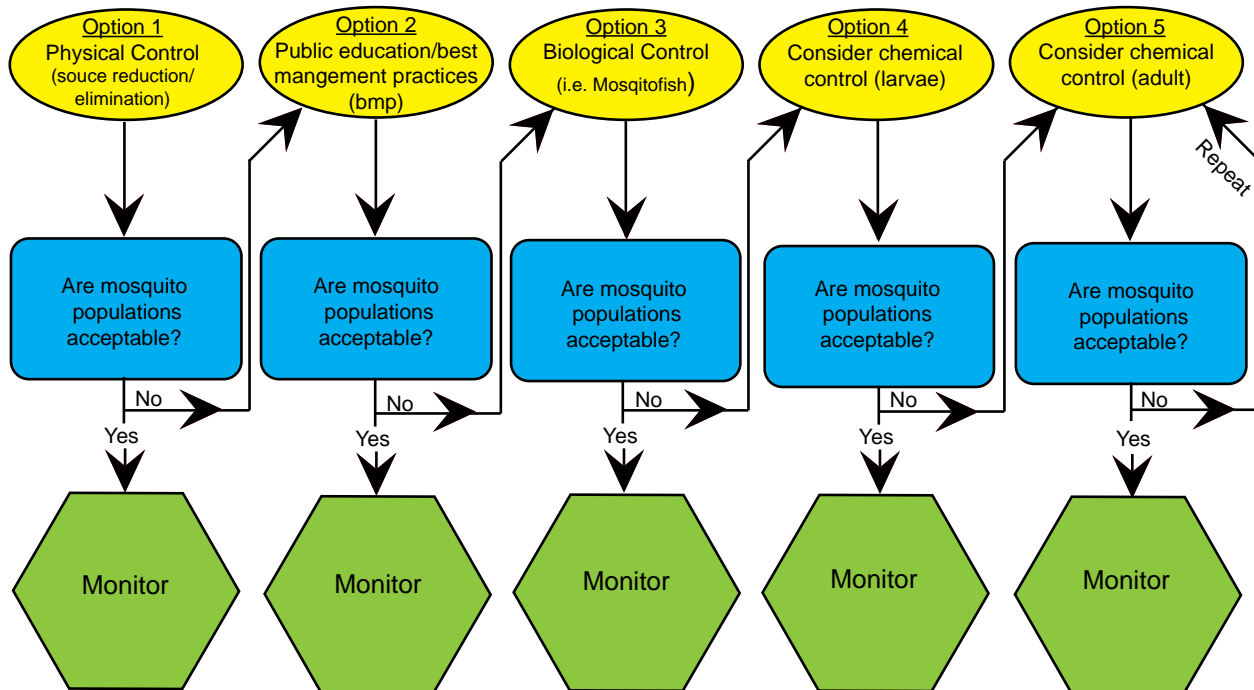 Option 1
Physical Control
(souce reduction/
elimination)
Option 2
Public education/best
mangement practices
(bmp)
Option 3
Biological Control
(i.e. Mosqitofish)
Option 4
Consider chemical
control (larvae)
Option 5
Consider chemical
control (adult)
Repeat
Are mosquito
populations
acceptable?
Are mosquito
populations
acceptable?
Are mosquito
populations
acceptable?
Are mosquito
populations
acceptable?
Are mosquito
populations
acceptable?
No
No
No
No
No
Yes
Yes
Yes
Yes
Yes
Monitor
Monitor
Monitor
Monitor
Monitor